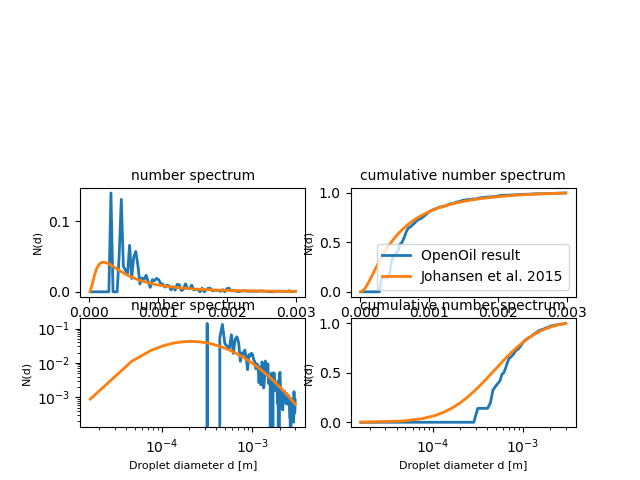 number spectrum
cumulative number spectrum
N(d)
0.1
0.0
0.000
0.001
0.002
0.003
N(d)
1.0
0.5
0.0
OpenOil result
Johansen et al. 2015
0.000
0.001
0.002
0.003
number spectrum
cumulative number spectrum
N(d)
10⁻¹
10⁻²
10⁻³
10⁻⁴
10⁻³
Droplet diameter d [m]
N(d)
1.0
0.5
0.0
10⁻⁴
10⁻³
Droplet diameter d [m]